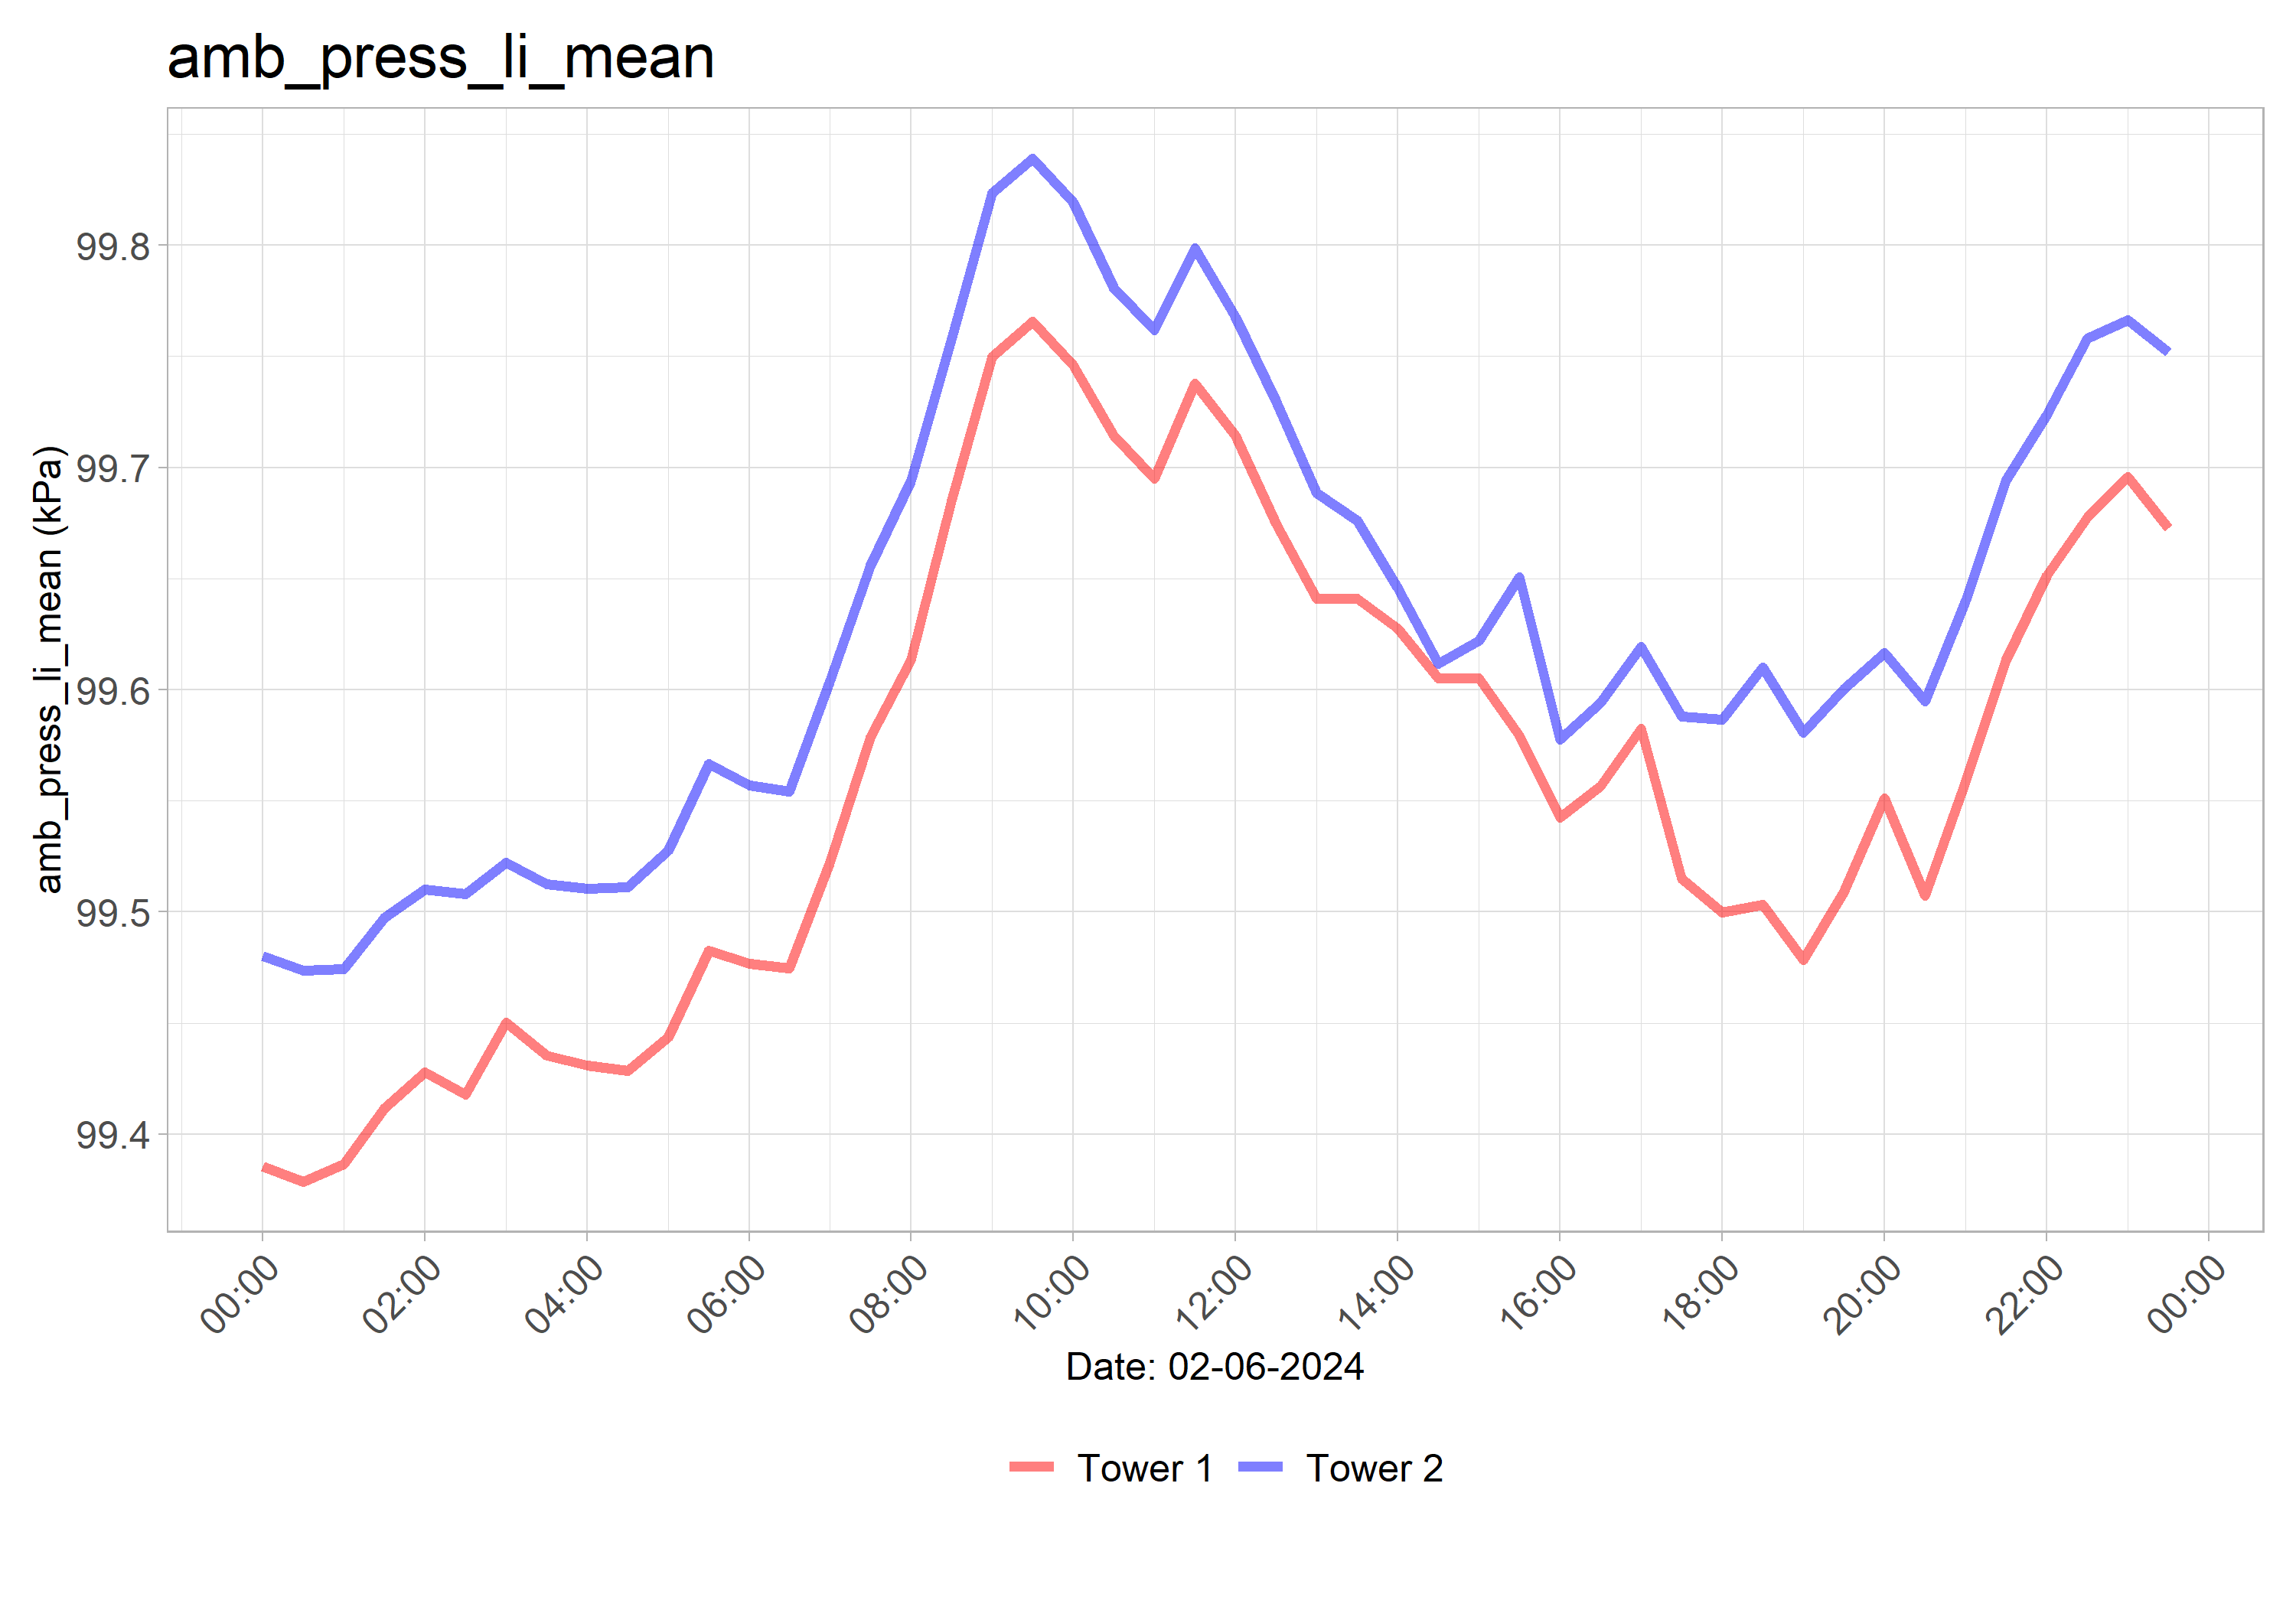 amb_press_li_mean
amb_press_li_mean (kPa)
99.8
99.7
99.6
99.5
99.4
00:00 02:00 04:00 06:00 08:00 10:00 12:00 14:00 16:00 18:00 20:00 22:00 00:00
Date: 02-06-2024
Tower 1 Tower 2